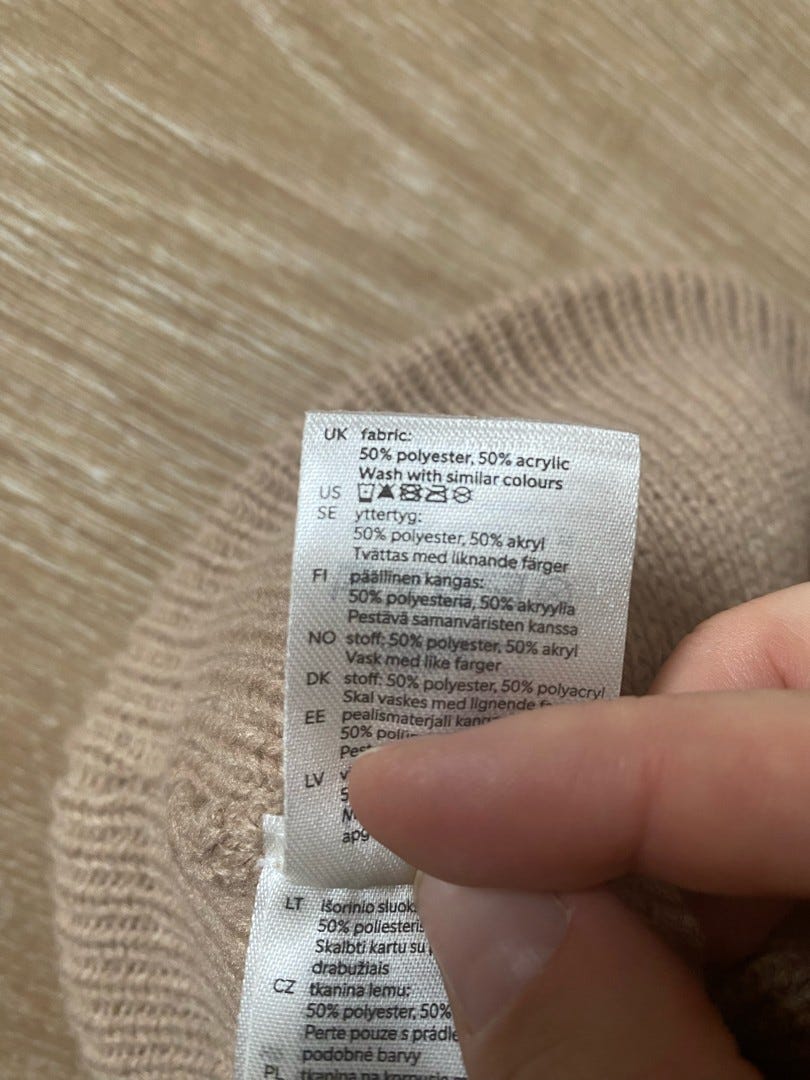 UK fabric:
50% polyester, 50% acrylic
Wash with similar colours
US
SE yttertyg:
50% polyester, 50% akryl
Tvättas med liknande färger
FI päällinen kangas:
50% polyesteria, 50% akryylia
Pestävä samanväristen kanssa
NO stoff: 50% polyester, 50% akryl
Vask med like farger
DK stoff: 50% polyester, 50% polyacryl
Skal vaskes med lignende
EE pealismaterjali
50%
LV
LT Išorinio
50%
Skalbti kartu su
drabužiais
CZ tkanina lemu:
50% polyester, 50%
Perte pouze s
podobné barvy
PL tkanina na